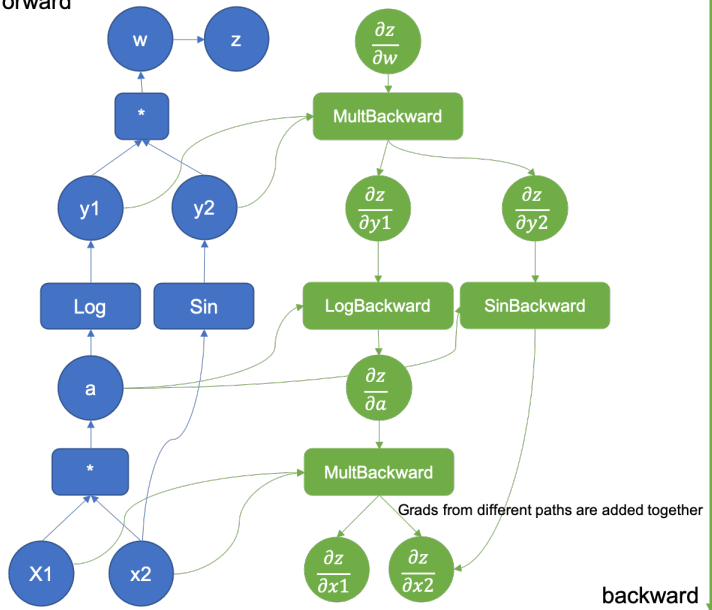 orward
w
z
∂z
∂w
*
MultBackward
y1
y2
∂z
∂y1
∂z
∂y2
Log
Sin
LogBackward
SinBackward
a
∂z
∂a
*
MultBackward
Grads from different paths are added together
X1
x2
∂z
∂x1
∂z
∂x2
backward